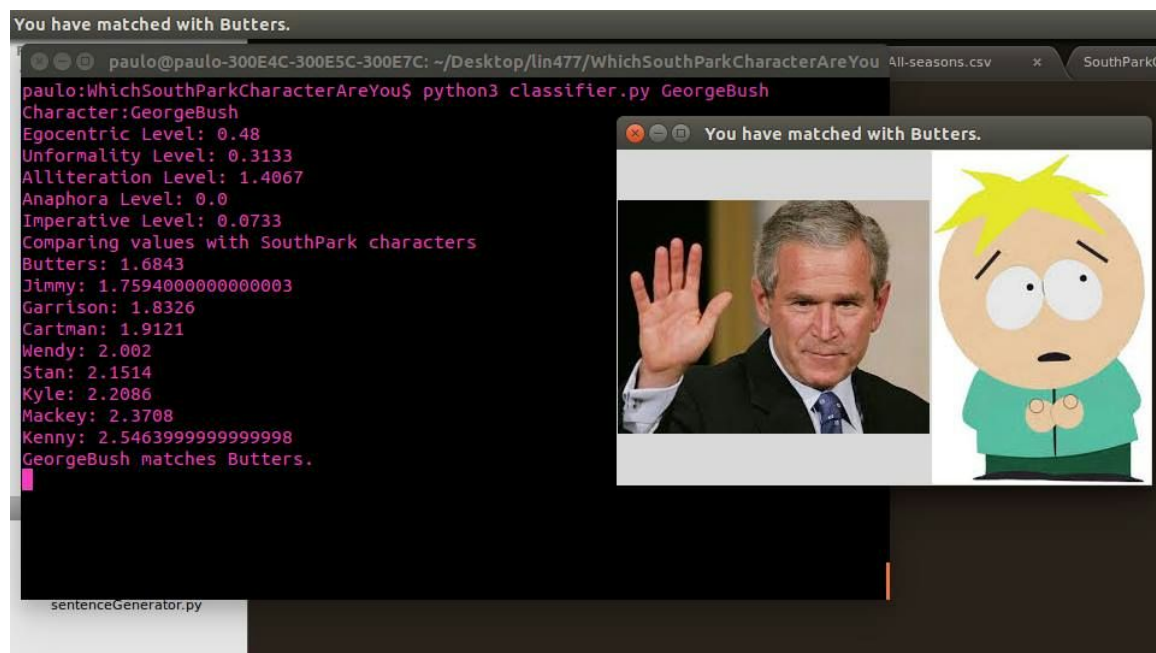 You have matched with Butters.
paulo@paulo-300E4C-300E5C-300E7C: ~/Desktop/lin477/WhichSouthParkCharacterAreYou
All-seasons.csv
×
SouthPark
paulo:WhichSouthParkCharacterAreYou$ python3 classifier.py GeorgeBush
Character:GeorgeBush
Egocentric Level: 0.48
Unformality Level: 0.3133
Alliteration Level: 1.4067
Anaphora Level: 0.0
Imperative Level: 0.0733
Comparing values with SouthPark characters
Butters: 1.6843
Jimmy: 1.7594000000000003
Garrison: 1.8326
Cartman: 1.9121
Wendy: 2.002
Stan: 2.1514
Kyle: 2.2086
Mackey: 2.3708
Kenny: 2.5463999999999998
GeorgeBush matches Butters.
You have matched with Butters.
sentenceGenerator.py